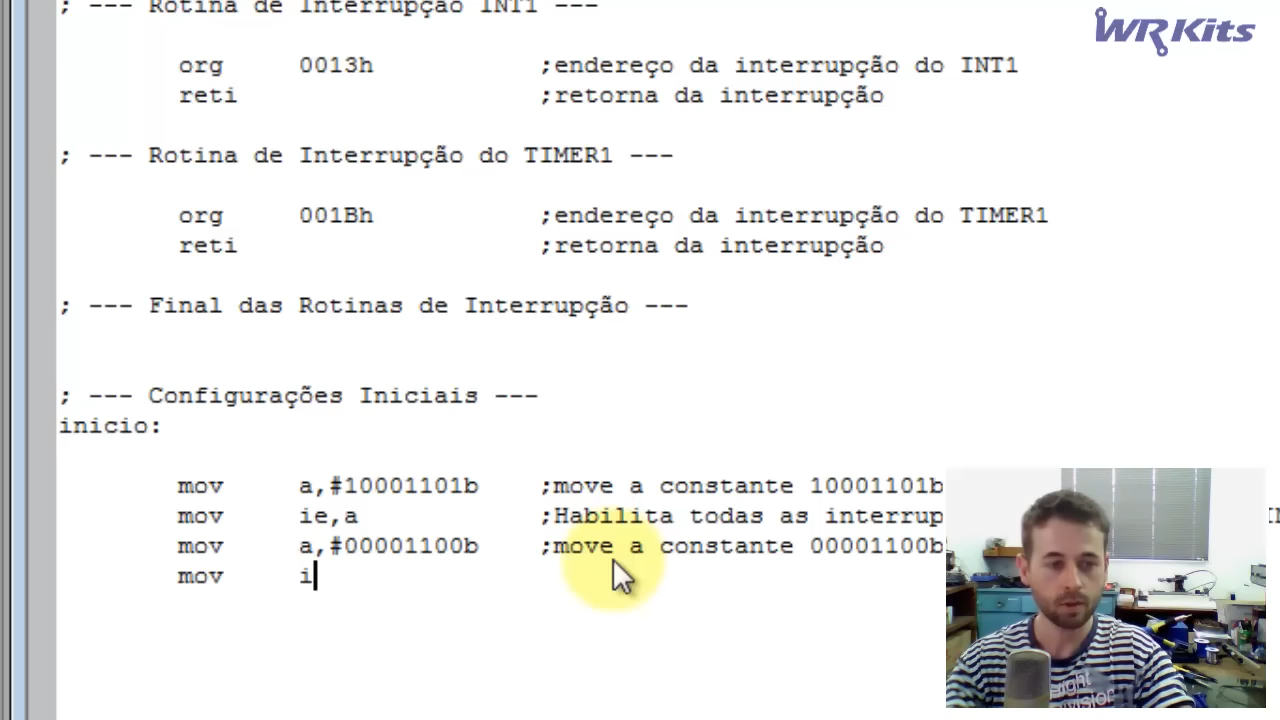 ; --- Rotina de Interrupção INT1 ---
WR Kits
org 0013h ;endereço da interrupção do INT1
reti ;retorna da interrupção
; --- Rotina de Interrupção do TIMER1 ---
org 001Bh ;endereço da interrupção do TIMER1
reti ;retorna da interrupção
; --- Final das Rotinas de Interrupção ---
; --- Configurações Iniciais ---
inicio:
mov a,#10001101b ;move a constante 10001101b
mov ie,a ;Habilita todas as interrup
mov a,#00001100b ;move a constante 00001100b
mov i